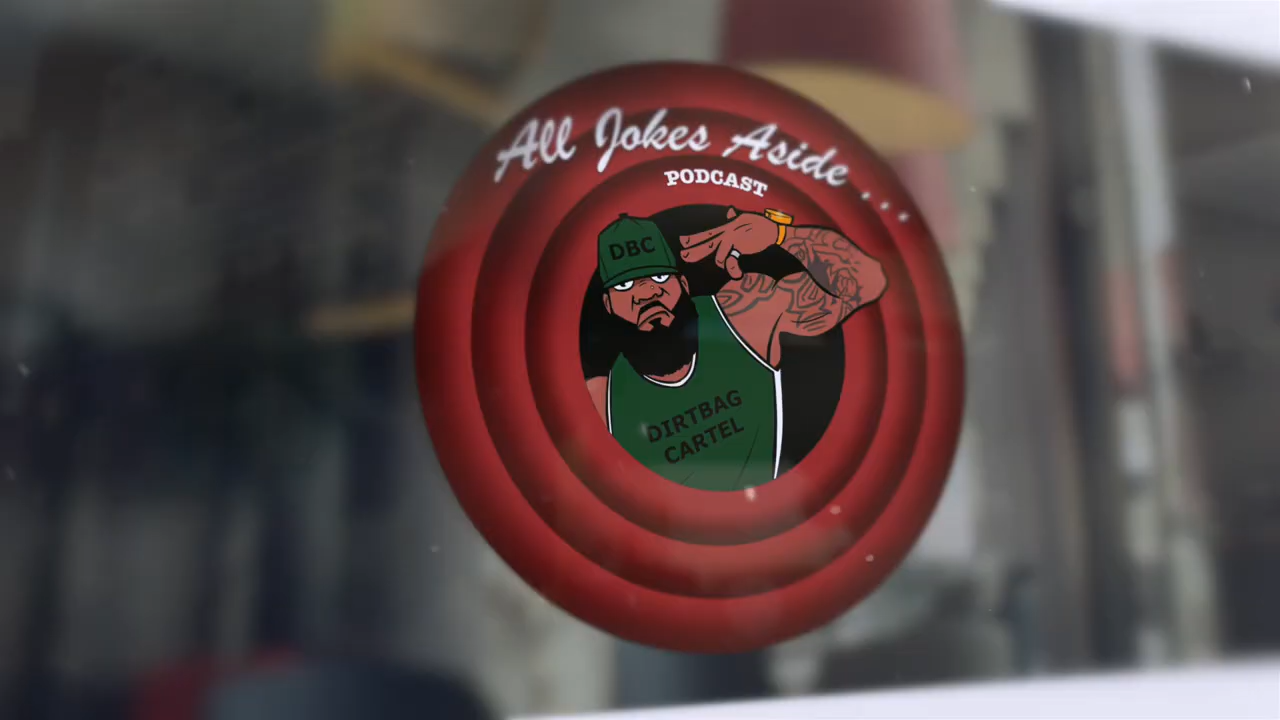 All Jokes Aside ...
PODCAST
DBC
DIRTBAG
CARTEL